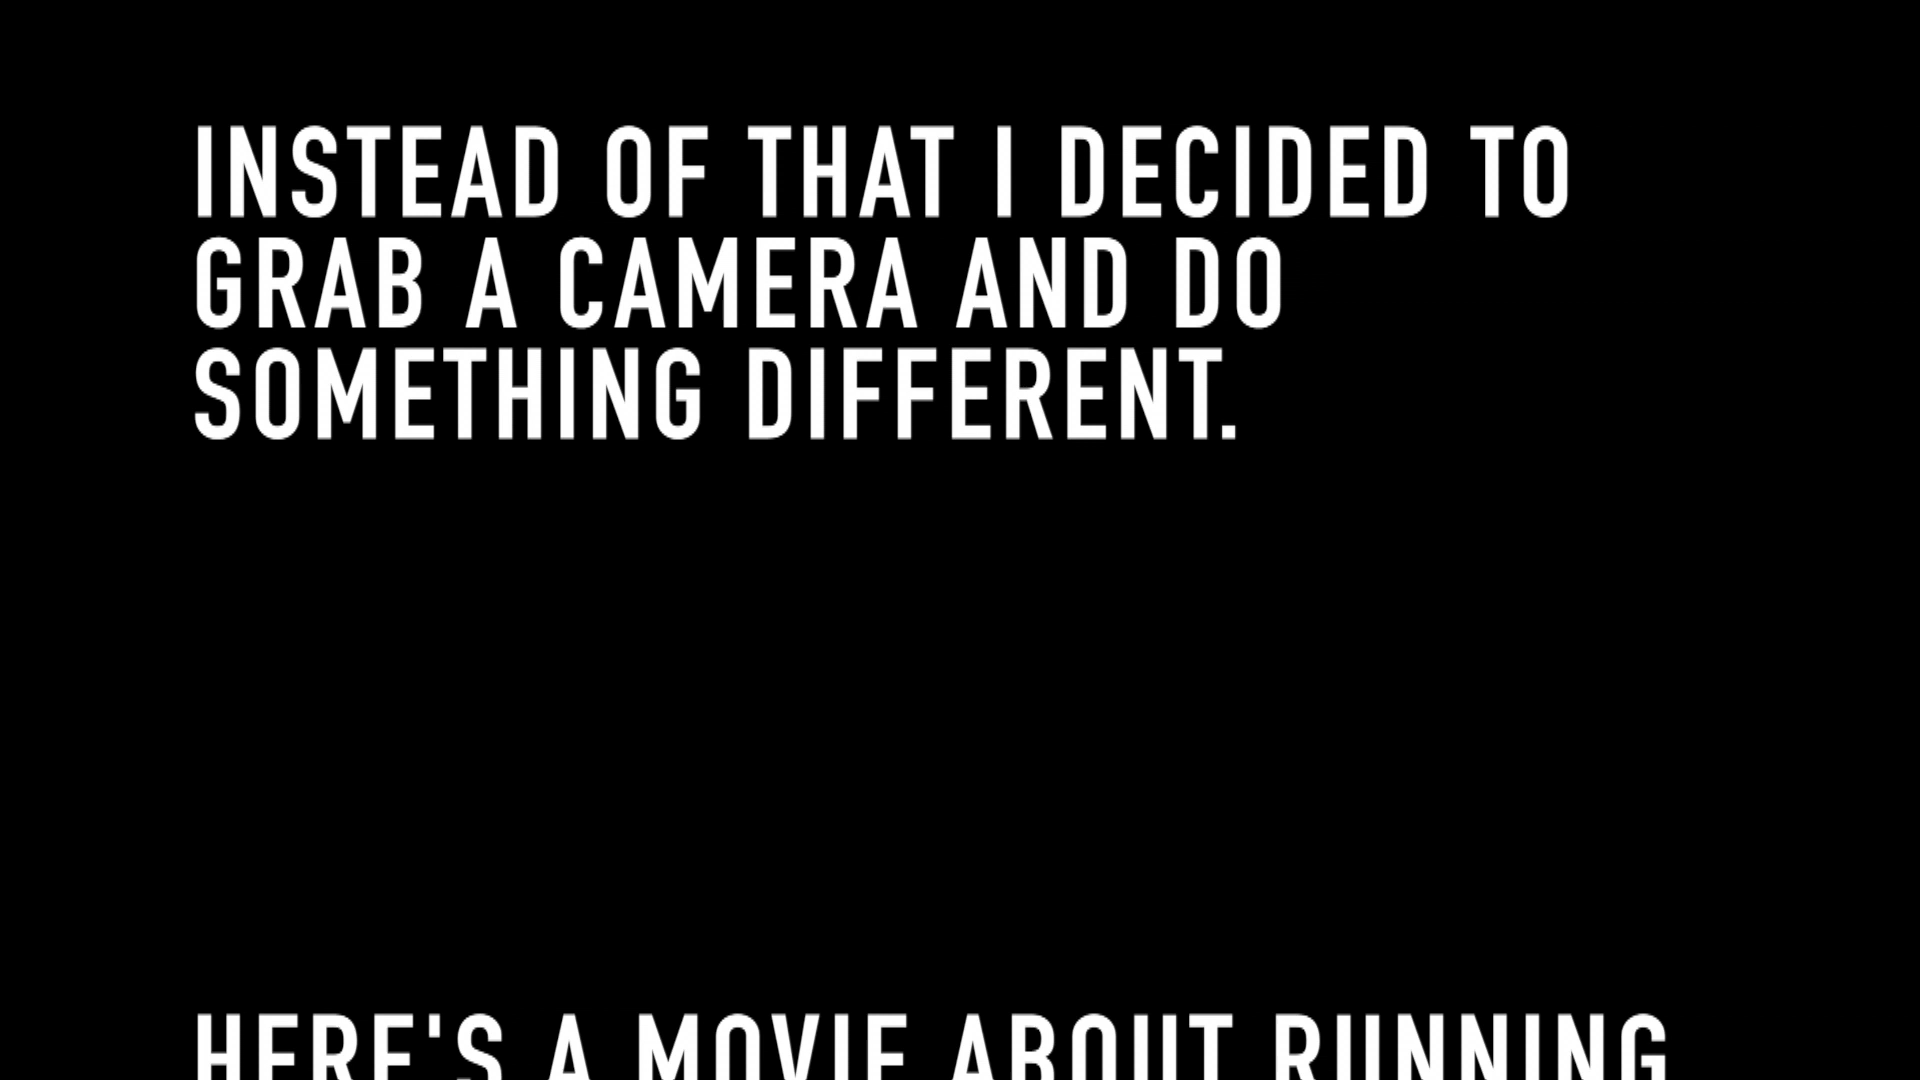 INSTEAD OF THAT I DECIDED TO
GRAB A CAMERA AND DO
SOMETHING DIFFERENT.
HERE'S A MOVIE ABOUT RUNNING